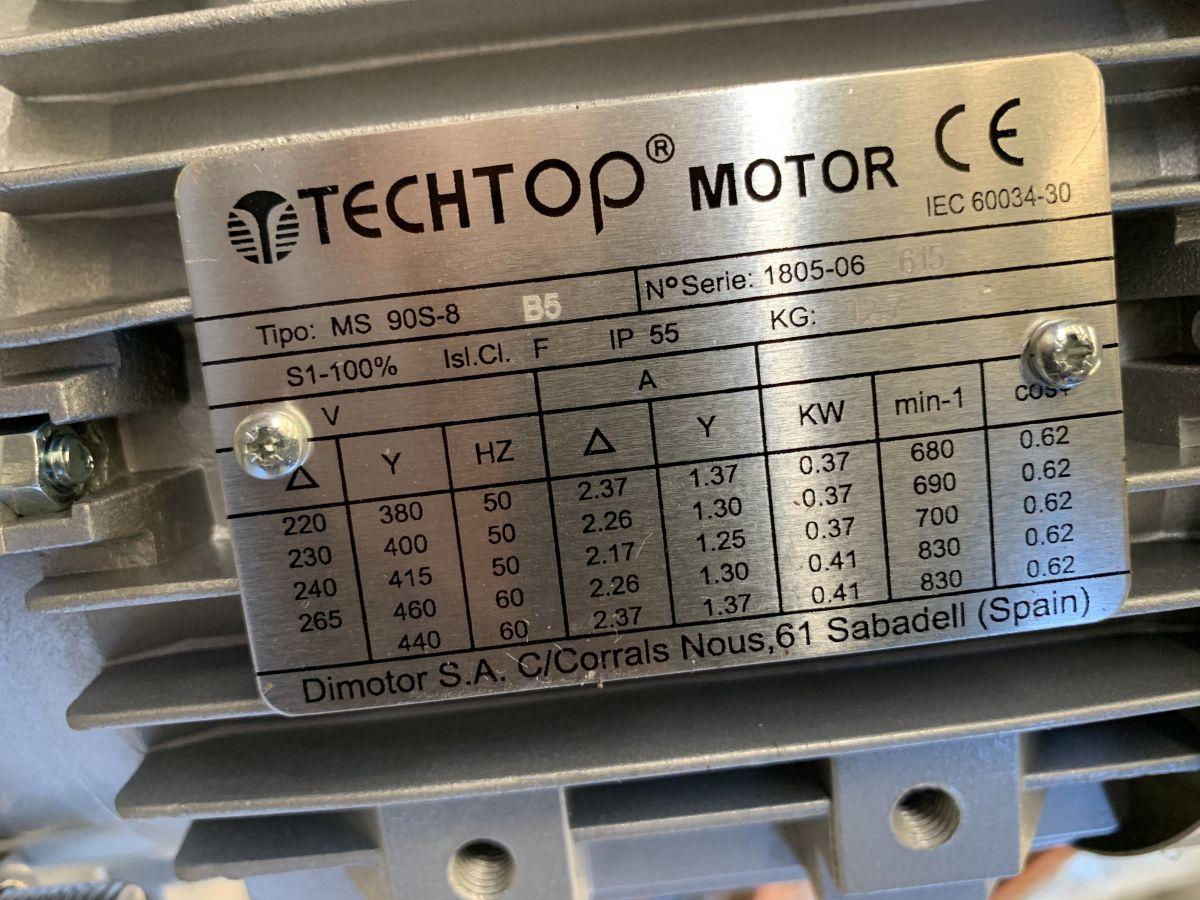 TECHTOP® MOTOR CE
IEC 60034-30
Tipo: MS 90S-8 B5 NºSerie: 1805-06 615
S1-100% Isl.Cl. F IP 55 KG:
V A
Δ Y HZ Δ Y KW min-1
220 380 50 2.37 1.37 0.37 680 0.62
230 400 50 2.26 1.30 0.37 690 0.62
240 415 50 2.17 1.25 0.37 700 0.62
265 460 60 2.26 1.30 0.41 830 0.62
440 60 2.37 1.37 0.41 830 0.62
Dimotor S.A. C/Corrals Nous,61 Sabadell (Spain)